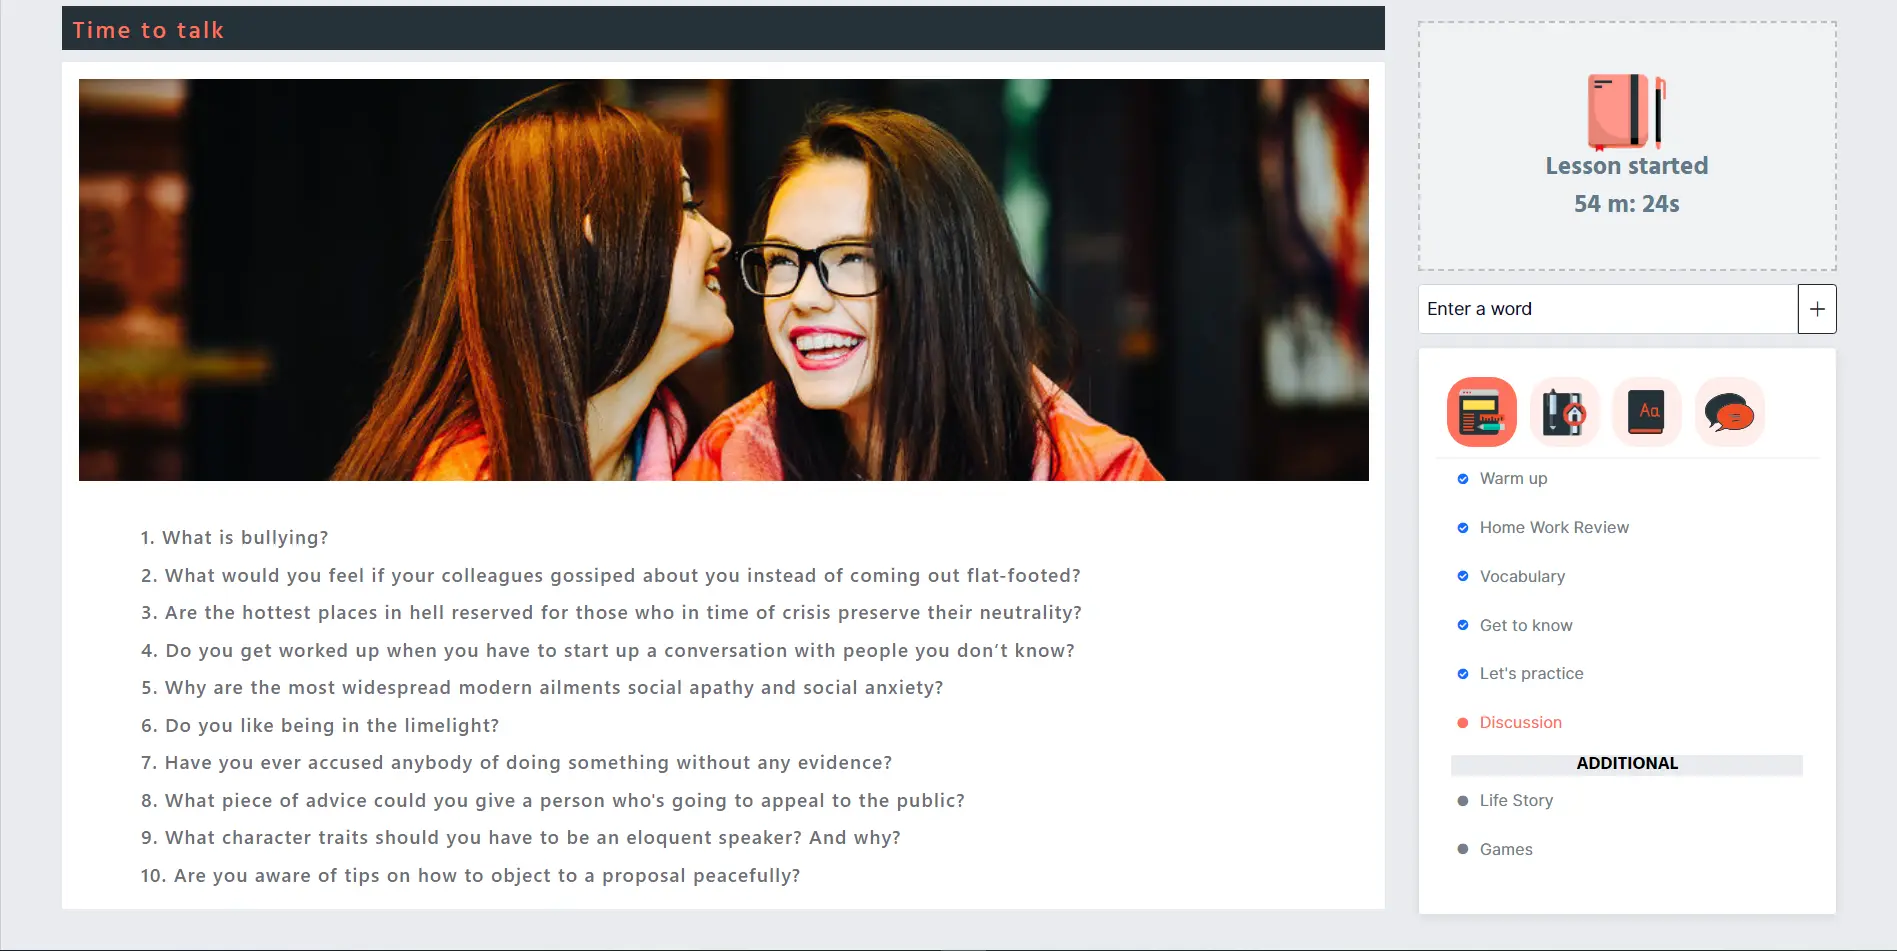 Time to talk
1. What is bullying?
2. What would you feel if your colleagues gossiped about you instead of coming out flat-footed?
3. Are the hottest places in hell reserved for those who in time of crisis preserve their neutrality?
4. Do you get worked up when you have to start up a conversation with people you don’t know?
5. Why are the most widespread modern ailments social apathy and social anxiety?
6. Do you like being in the limelight?
7. Have you ever accused anybody of doing something without any evidence?
8. What piece of advice could you give a person who's going to appeal to the public?
9. What character traits should you have to be an eloquent speaker? And why?
10. Are you aware of tips on how to object to a proposal peacefully?
Lesson started
54 m: 24s
Enter a word
+
Aa
Warm up
Home Work Review
Vocabulary
Get to know
Let's practice
Discussion
ADDITIONAL
Life Story
Games